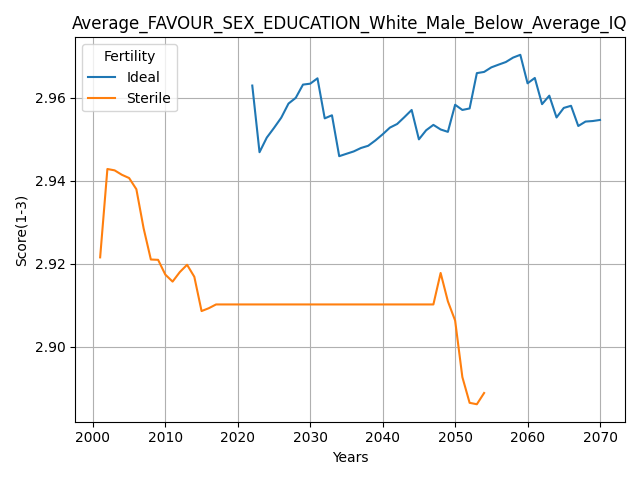 Average_FAVOUR_SEX_EDUCATION_White_Male_Below_Average_IQ
Fertility
Ideal
Sterile
Score(1-3)
2.96
2.94
2.92
2.90
2000 2010 2020 2030 2040 2050 2060 2070
Years